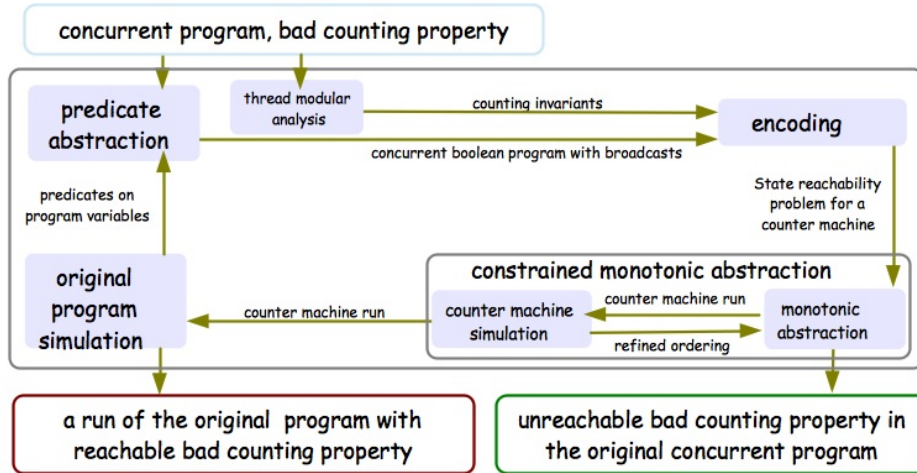 concurrent program, bad counting property
predicate
abstraction
thread modular
analysis
counting invariants
encoding
concurrent boolean program with broadcasts
predicates on
program variables
State reachability
problem for a
counter machine
original
program
simulation
constrained monotonic abstraction
counter machine run
counter machine
simulation
counter machine run
monotonic
abstraction
refined ordering
a run of the original program with
reachable bad counting property
unreachable bad counting property in
the original concurrent program